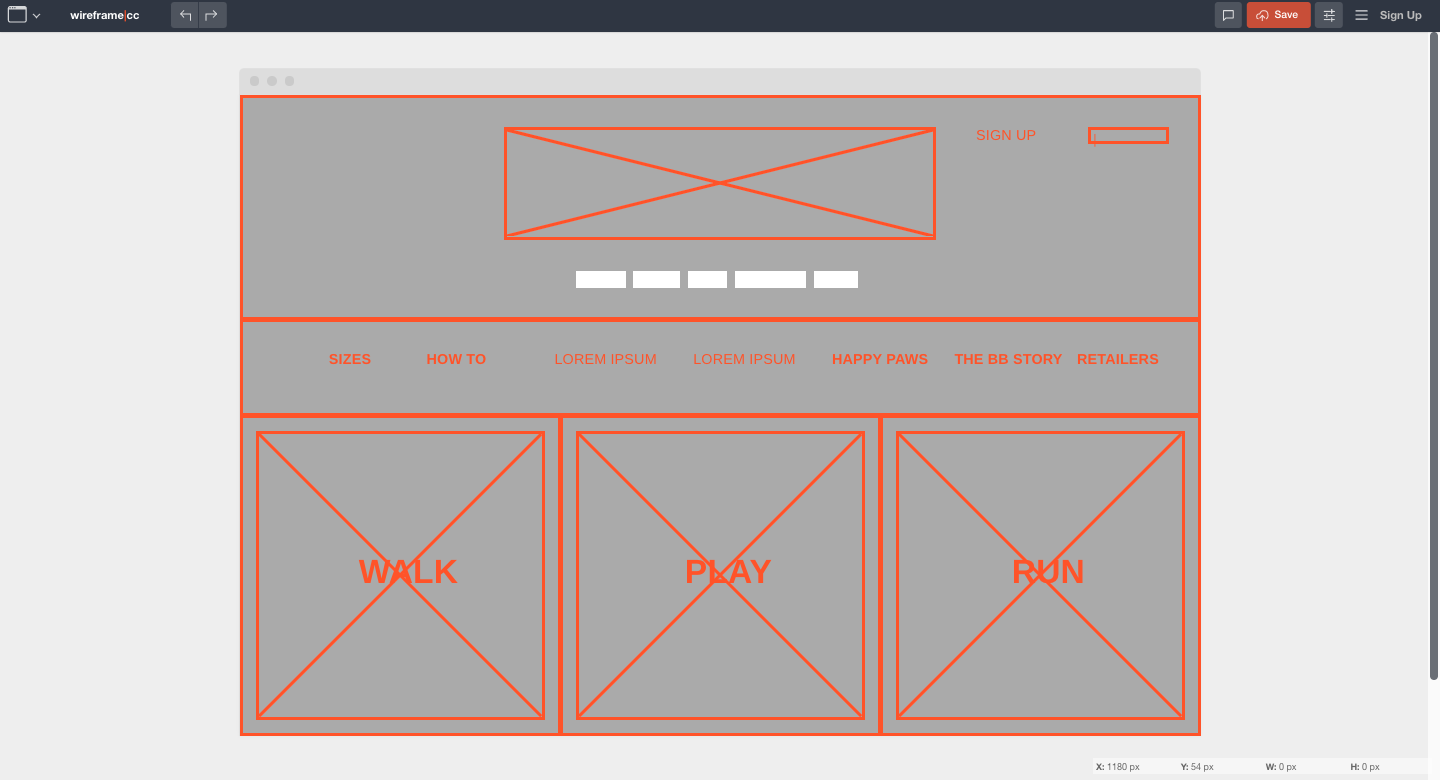 wireframe|cc
Save
Sign Up
SIGN UP
SIZES HOW TO LOREM IPSUM LOREM IPSUM HAPPY PAWS THE BB STORY RETAILERS
WALK PLAY RUN
X: 1180 px Y: 54 px W: 0 px H: 0 px